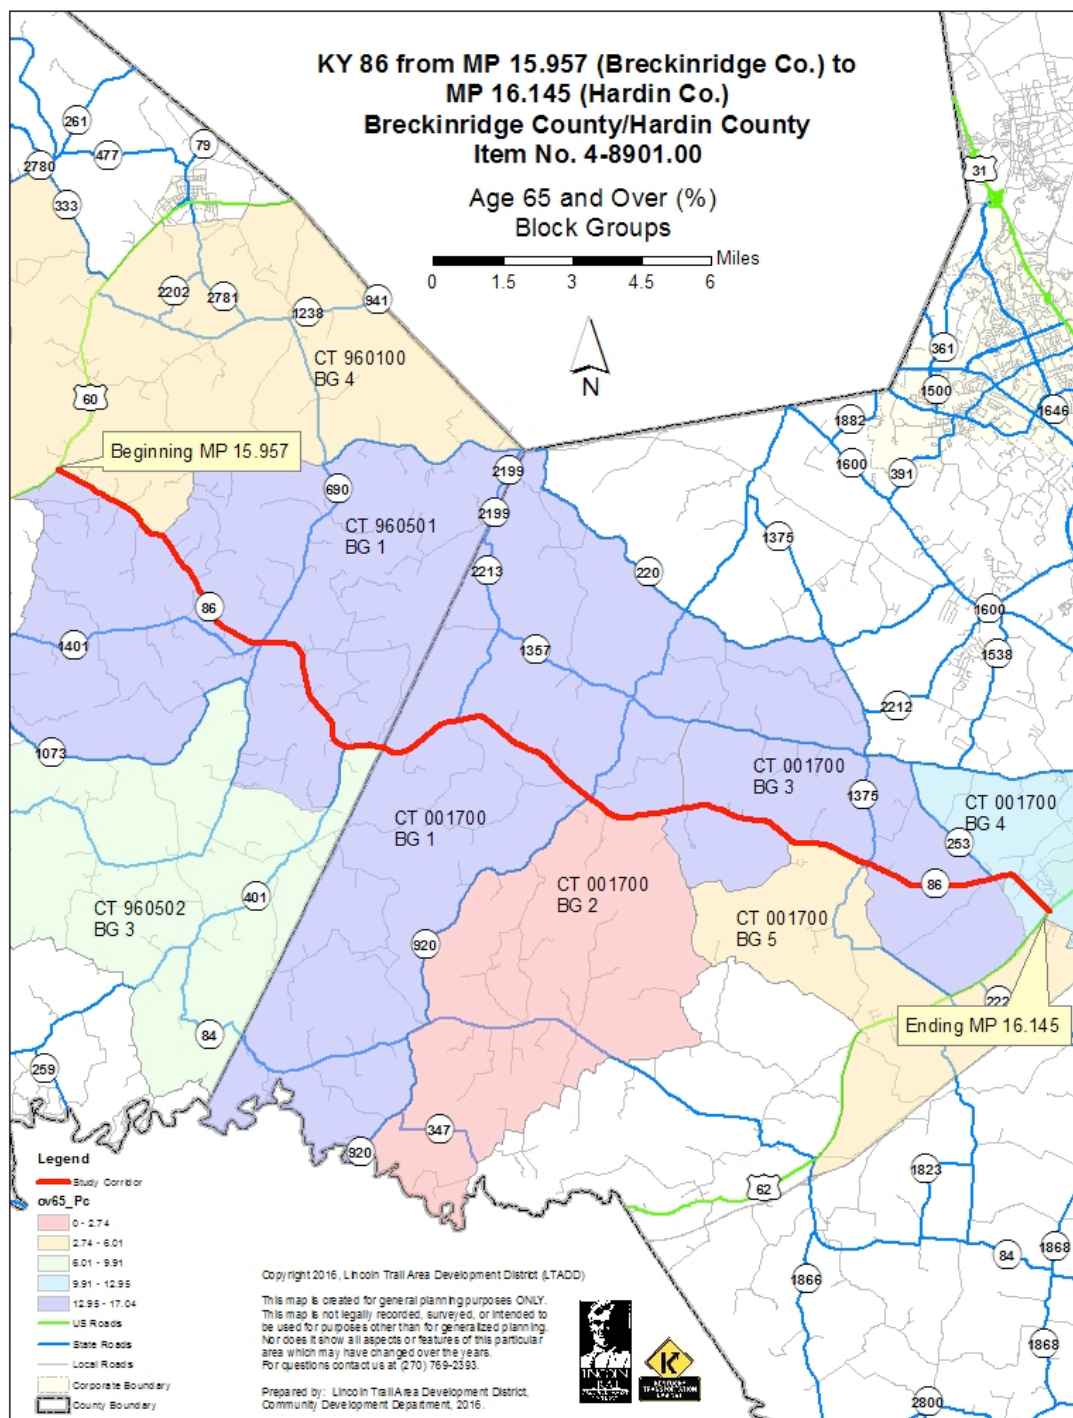 KY 86 from MP 15.957 (Breckinridge Co.) to
MP 16.145 (Hardin Co.)
Breckinridge County/Hardin County
Item No. 4-8901.00
Age 65 and Over (%)
Block Groups
Miles
0 1.5 3 4.5 6
N
261
477
79
2780
333
31
2202
2781
1238
941
CT 960100
BG 4
60
361
1500
1646
1882
1600
391
Beginning MP 15.957
690
2199
CT 960501
BG 1
2199
1375
2213
220
86
1600
1401
1357
1538
2212
1073
CT 001700
BG 3
1375
CT 001700
BG 1
CT 001700
BG 4
253
CT 001700
BG 2
86
401
CT 960502
BG 3
CT 001700
BG 5
920
222
Ending MP 16.145
84
259
347
920
62
1823
84
1868
1866
1868
2800
Legend
Study Corridor
ov65_Pc
0 - 2.74
2.74 - 6.01
6.01 - 9.91
9.91 - 12.95
12.95 - 17.04
US Roads
State Roads
Local Roads
Corporate Boundary
County Boundary
Copyright 2016, Lincoln Trail Area Development District (LTADD)
This map is created for general planning purposes ONLY.
This map is not legally recorded, surveyed, or intended to
be used for purposes other than for generalized planning.
Nor does it show all aspects or features of this particular
area which may have changed over the years.
For questions contact us at (270) 769-2393.
Prepared by: Lincoln Trail Area Development District,
Community Development Department, 2016.
LINCOLN
TRAIL
KENTUCKY
TRANSPORTATION
CABINET